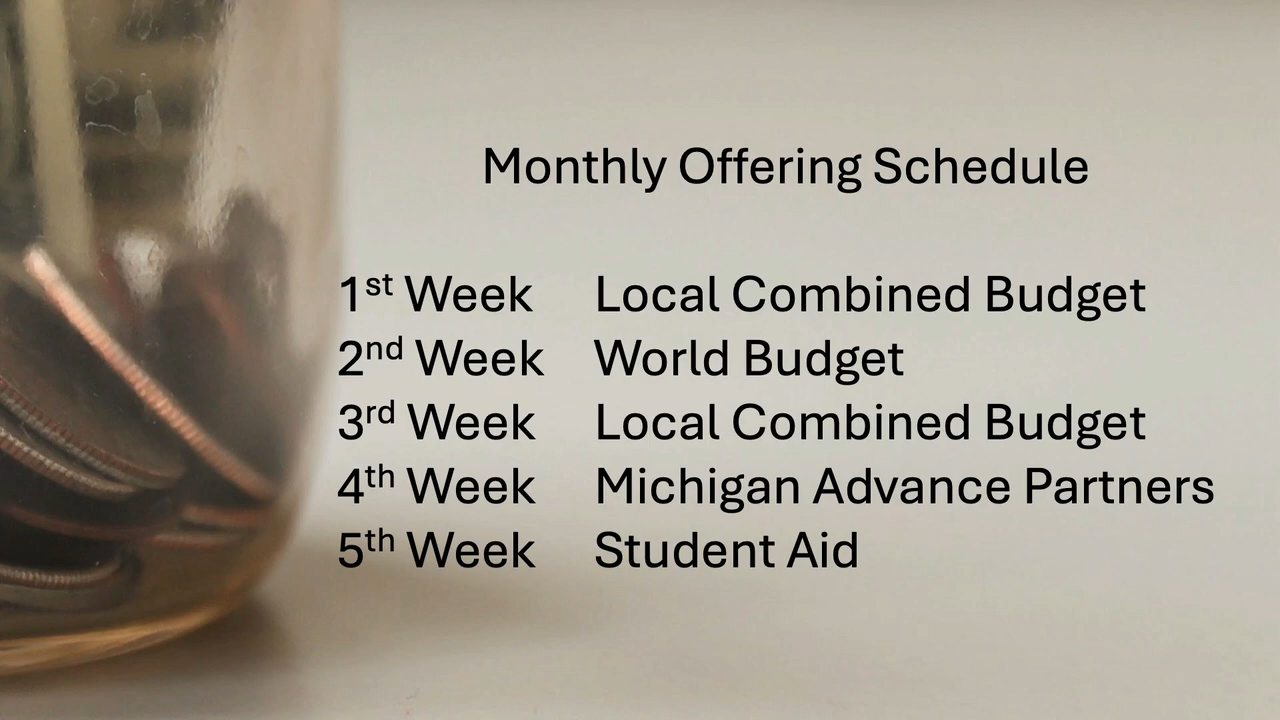 Monthly Offering Schedule
1st Week Local Combined Budget
2nd Week World Budget
3rd Week Local Combined Budget
4th Week Michigan Advance Partners
5th Week Student Aid